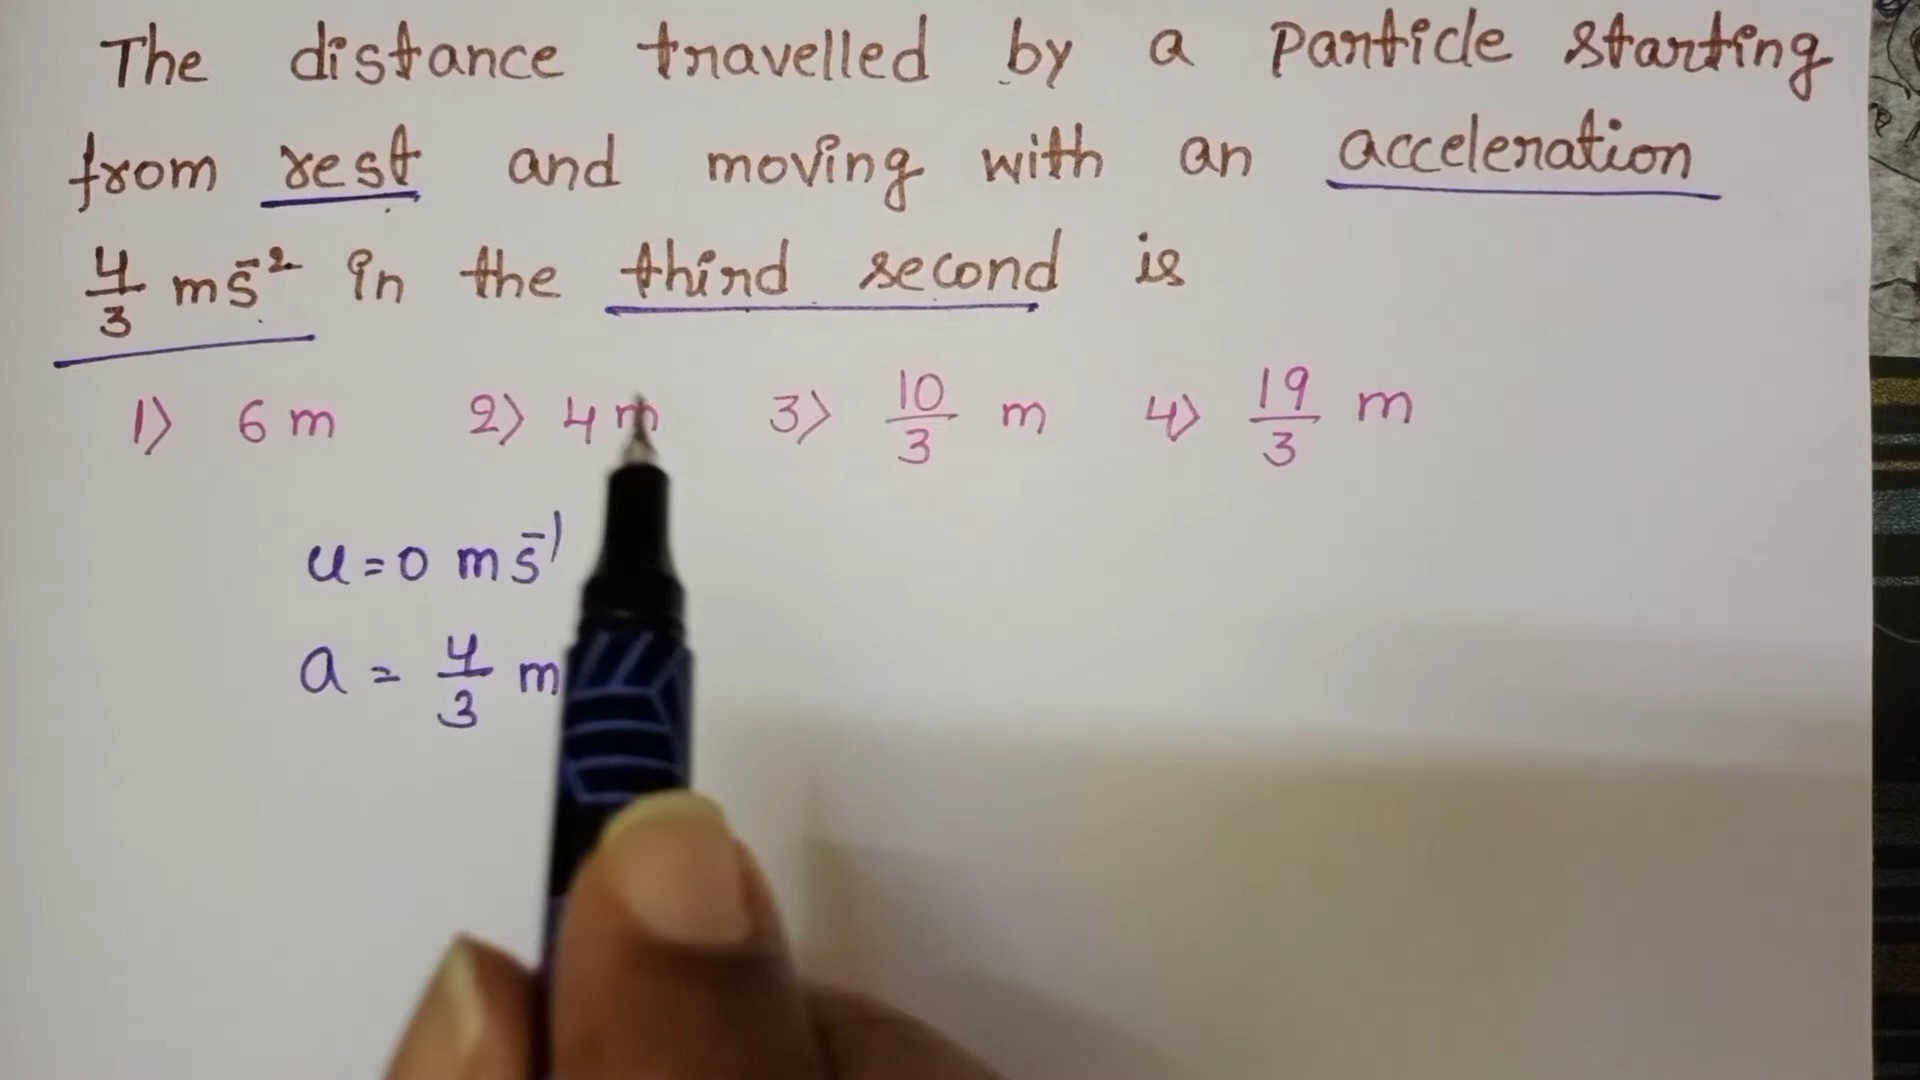 The distance travelled by a Particle starting
from rest and moving with an acceleration
4/3 ms⁻² in the third second is
1) 6 m 2) 4 m 3) 10/3 m 4) 19/3 m
u = 0 ms⁻¹
a = 4/3 m